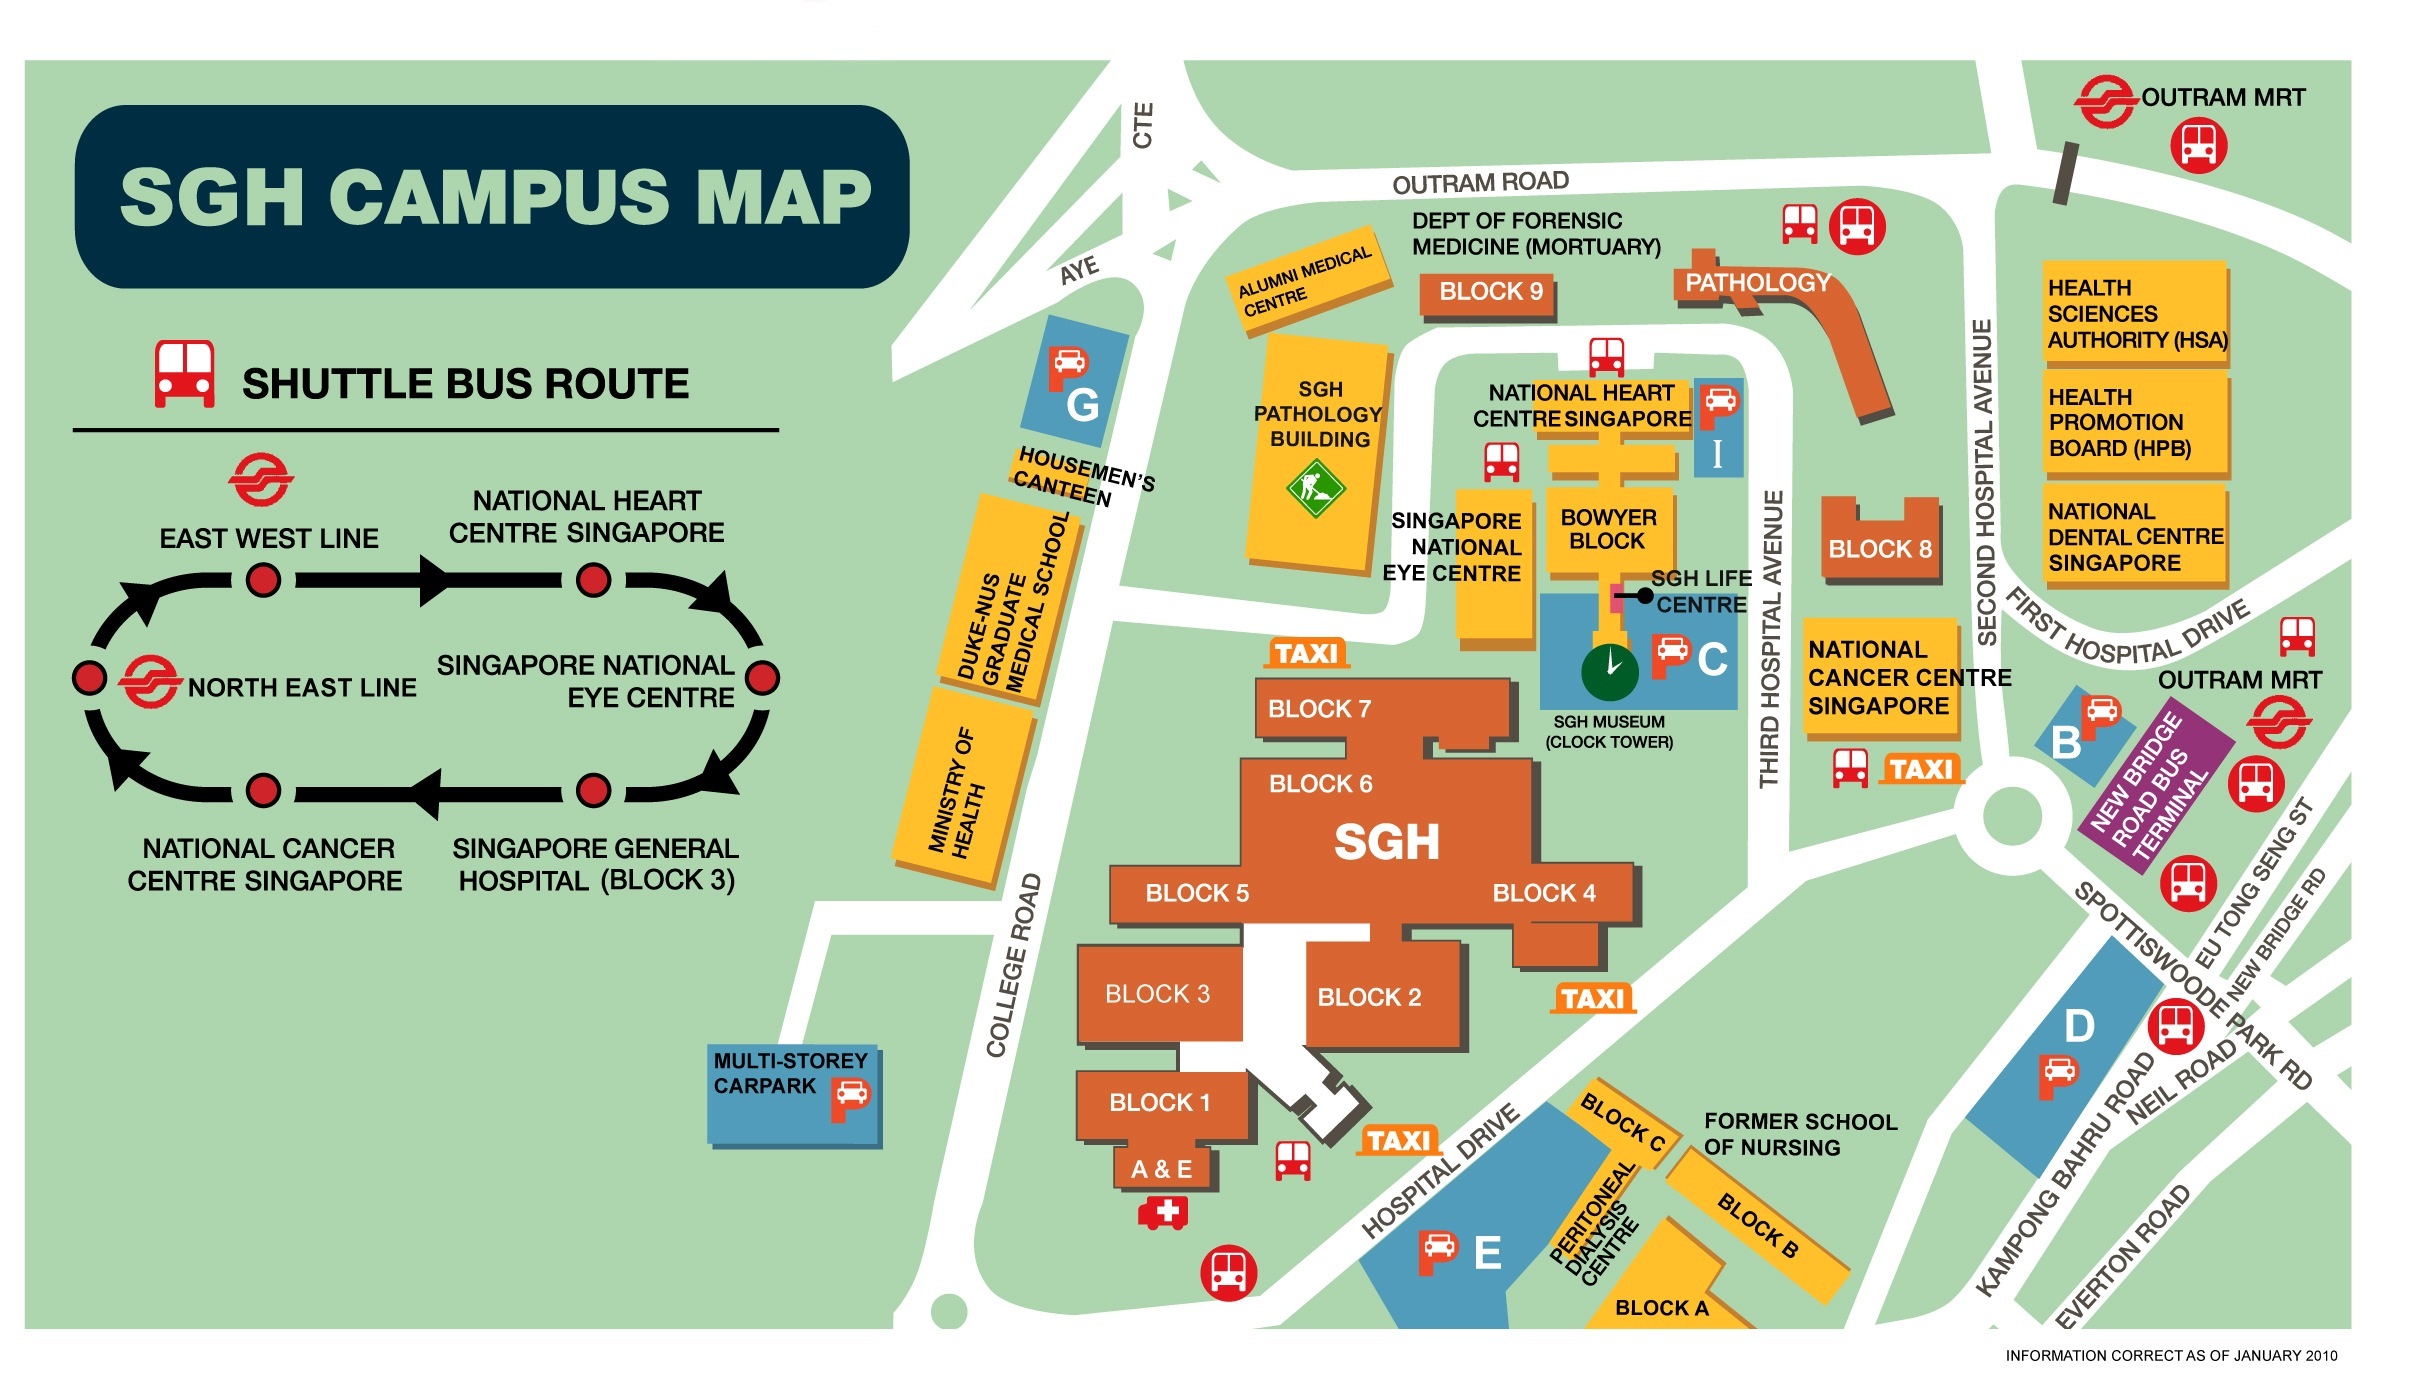 SGH CAMPUS MAP
SHUTTLE BUS ROUTE
EAST WEST LINE
NATIONAL HEART
CENTRE SINGAPORE
NORTH EAST LINE
SINGAPORE NATIONAL
EYE CENTRE
NATIONAL CANCER
CENTRE SINGAPORE
SINGAPORE GENERAL
HOSPITAL (BLOCK 3)
CTE
AYE
OUTRAM ROAD
OUTRAM MRT
DEPT OF FORENSIC
MEDICINE (MORTUARY)
ALUMNI MEDICAL
CENTRE
BLOCK 9
PATHOLOGY
P
G
HOUSEMEN'S
CANTEEN
SGH
PATHOLOGY
BUILDING
NATIONAL HEART
CENTRE SINGAPORE
P
I
HEALTH
SCIENCES
AUTHORITY (HSA)
HEALTH
PROMOTION
BOARD (HPB)
NATIONAL
DENTAL CENTRE
SINGAPORE
SECOND HOSPITAL AVENUE
DUKE-NUS
GRADUATE
MEDICAL SCHOOL
SINGAPORE
NATIONAL
EYE CENTRE
BOWYER
BLOCK
SGH LIFE
CENTRE
THIRD HOSPITAL AVENUE
BLOCK 8
FIRST HOSPITAL DRIVE
TAXI
P
C
SGH MUSEUM
(CLOCK TOWER)
NATIONAL
CANCER CENTRE
SINGAPORE
TAXI
OUTRAM MRT
P
B
NEW BRIDGE
ROAD BUS
TERMINAL
MINISTRY OF
HEALTH
BLOCK 7
BLOCK 6
SGH
BLOCK 5
BLOCK 4
BLOCK 3
BLOCK 2
TAXI
COLLEGE ROAD
EU TONG SENG ST
NEW BRIDGE RD
SPOTTISWOODE PARK RD
D
P
MULTI-STOREY
CARPARK
P
BLOCK 1
A & E
TAXI
HOSPITAL DRIVE
P
E
BLOCK C
PERITONEAL
DIALYSIS
CENTRE
FORMER SCHOOL
OF NURSING
BLOCK B
BLOCK A
KAMPONG BAHRU ROAD
NEIL ROAD
EVERTON ROAD
INFORMATION CORRECT AS OF JANUARY 2010